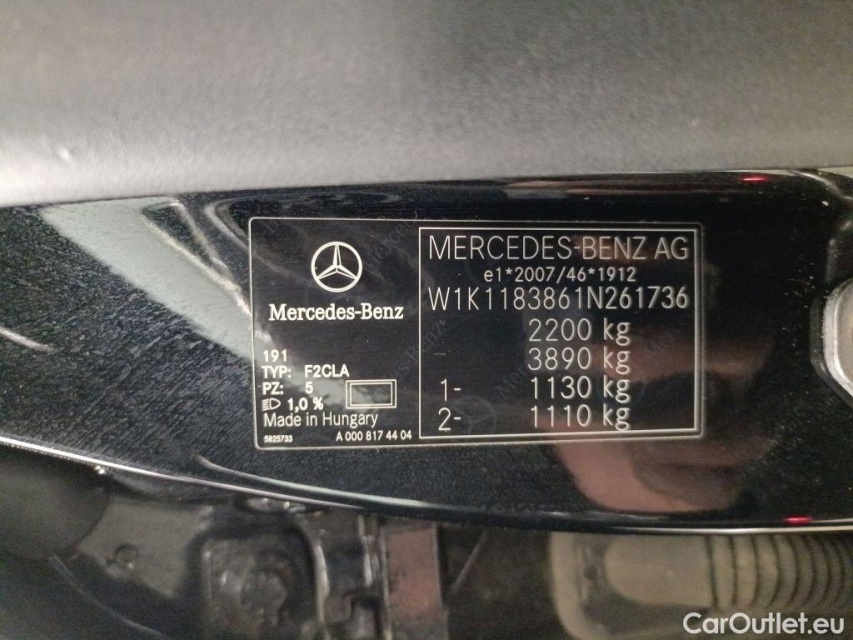 Mercedes-Benz
191
TYP: F2CLA
PZ: 5
1,0 %
Made in Hungary
5825733 A 000 817 44 04
MERCEDES-BENZ AG
e1*2007/46*1912
W1K1183861N261736
2200 kg
3890 kg
1- 1130 kg
2- 1110 kg
CarOutlet.eu